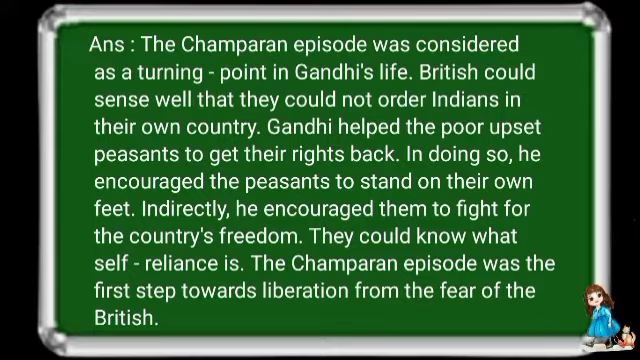 Ans : The Champaran episode was considered
as a turning - point in Gandhi's life. British could
sense well that they could not order Indians in
their own country. Gandhi helped the poor upset
peasants to get their rights back. In doing so, he
encouraged the peasants to stand on their own
feet. Indirectly, he encouraged them to fight for
the country's freedom. They could know what
self - reliance is. The Champaran episode was the
first step towards liberation from the fear of the
British.